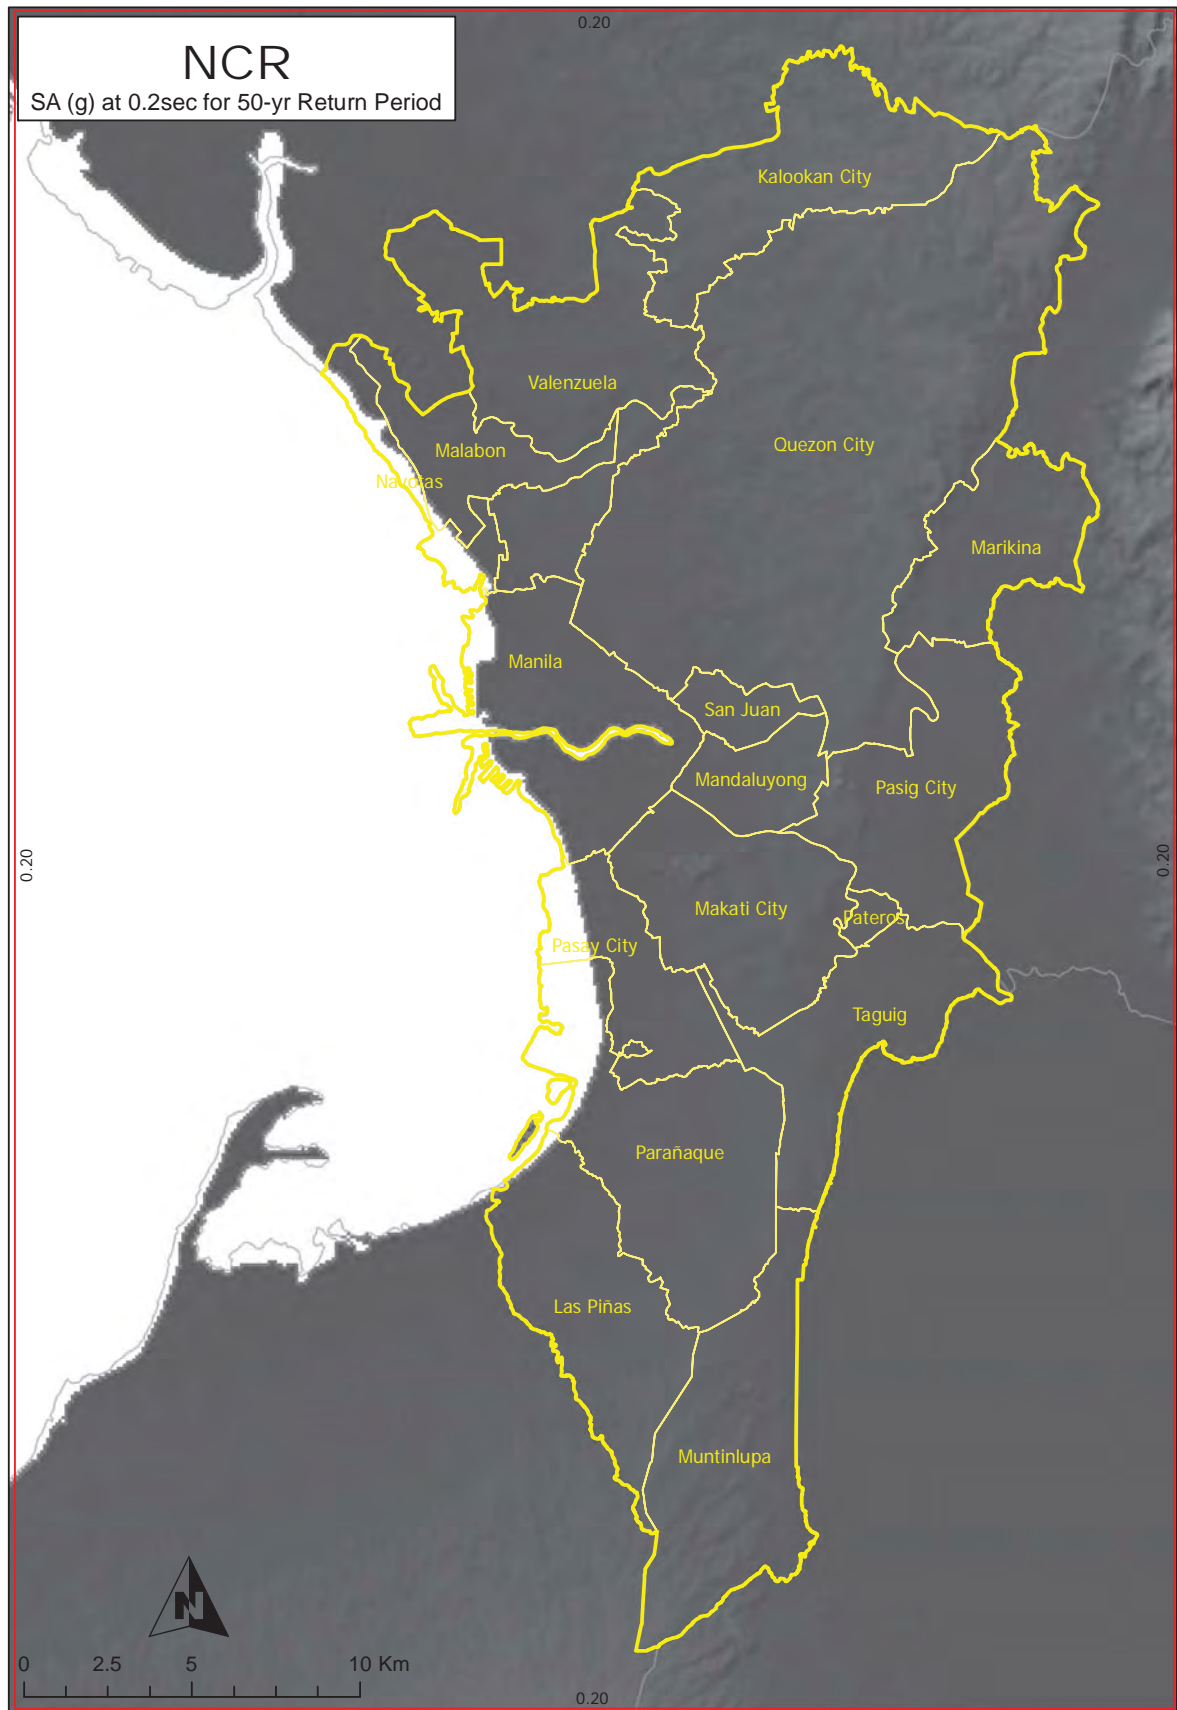 0.20
NCR
SA (g) at 0.2sec for 50-yr Return Period
Kalookan City
Valenzuela
Malabon
Quezon City
Navotas
Marikina
Manila
San Juan
Mandaluyong
Pasig City
0.20
0.20
Makati City
Pateros
Pasay City
Taguig
Parañaque
Las Piñas
Muntinlupa
N
0 2.5 5 10 Km
0.20